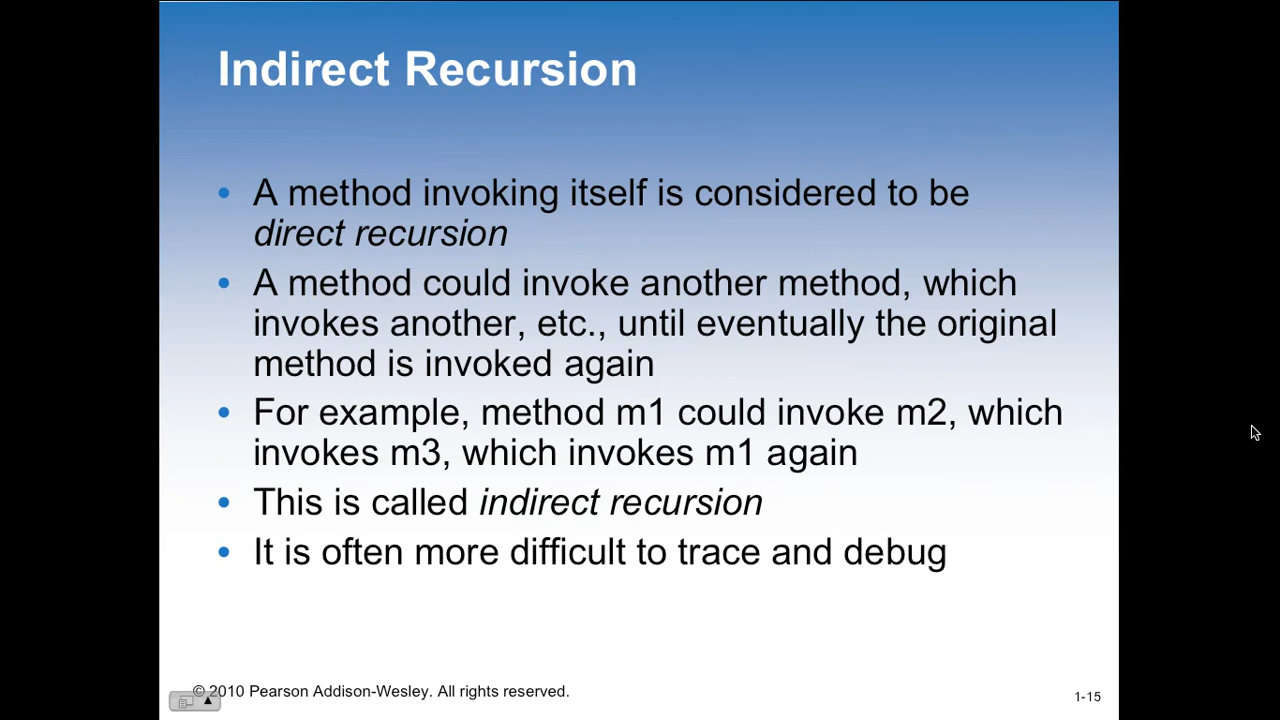 Indirect Recursion
• A method invoking itself is considered to be
direct recursion
• A method could invoke another method, which
invokes another, etc., until eventually the original
method is invoked again
• For example, method m1 could invoke m2, which
invokes m3, which invokes m1 again
• This is called indirect recursion
• It is often more difficult to trace and debug
© 2010 Pearson Addison-Wesley. All rights reserved.
1-15